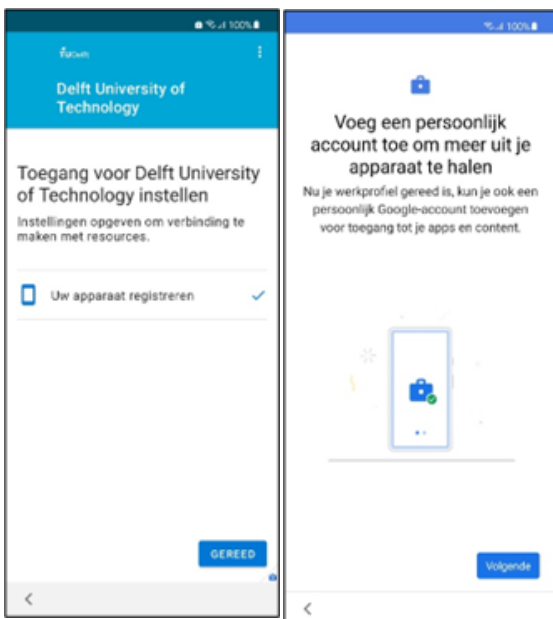 100%
Delft University of
Technology
Toegang voor Delft University
of Technology instellen
Instellingen opgeven om verbinding te
maken met resources.
Uw apparaat registreren
GEREED
100%
Voeg een persoonlijk
account toe om meer uit je
apparaat te halen
Nu je werkprofiel gereed is, kun je ook een
persoonlijk Google-account toevoegen
voor toegang tot je apps en content.
Volgende